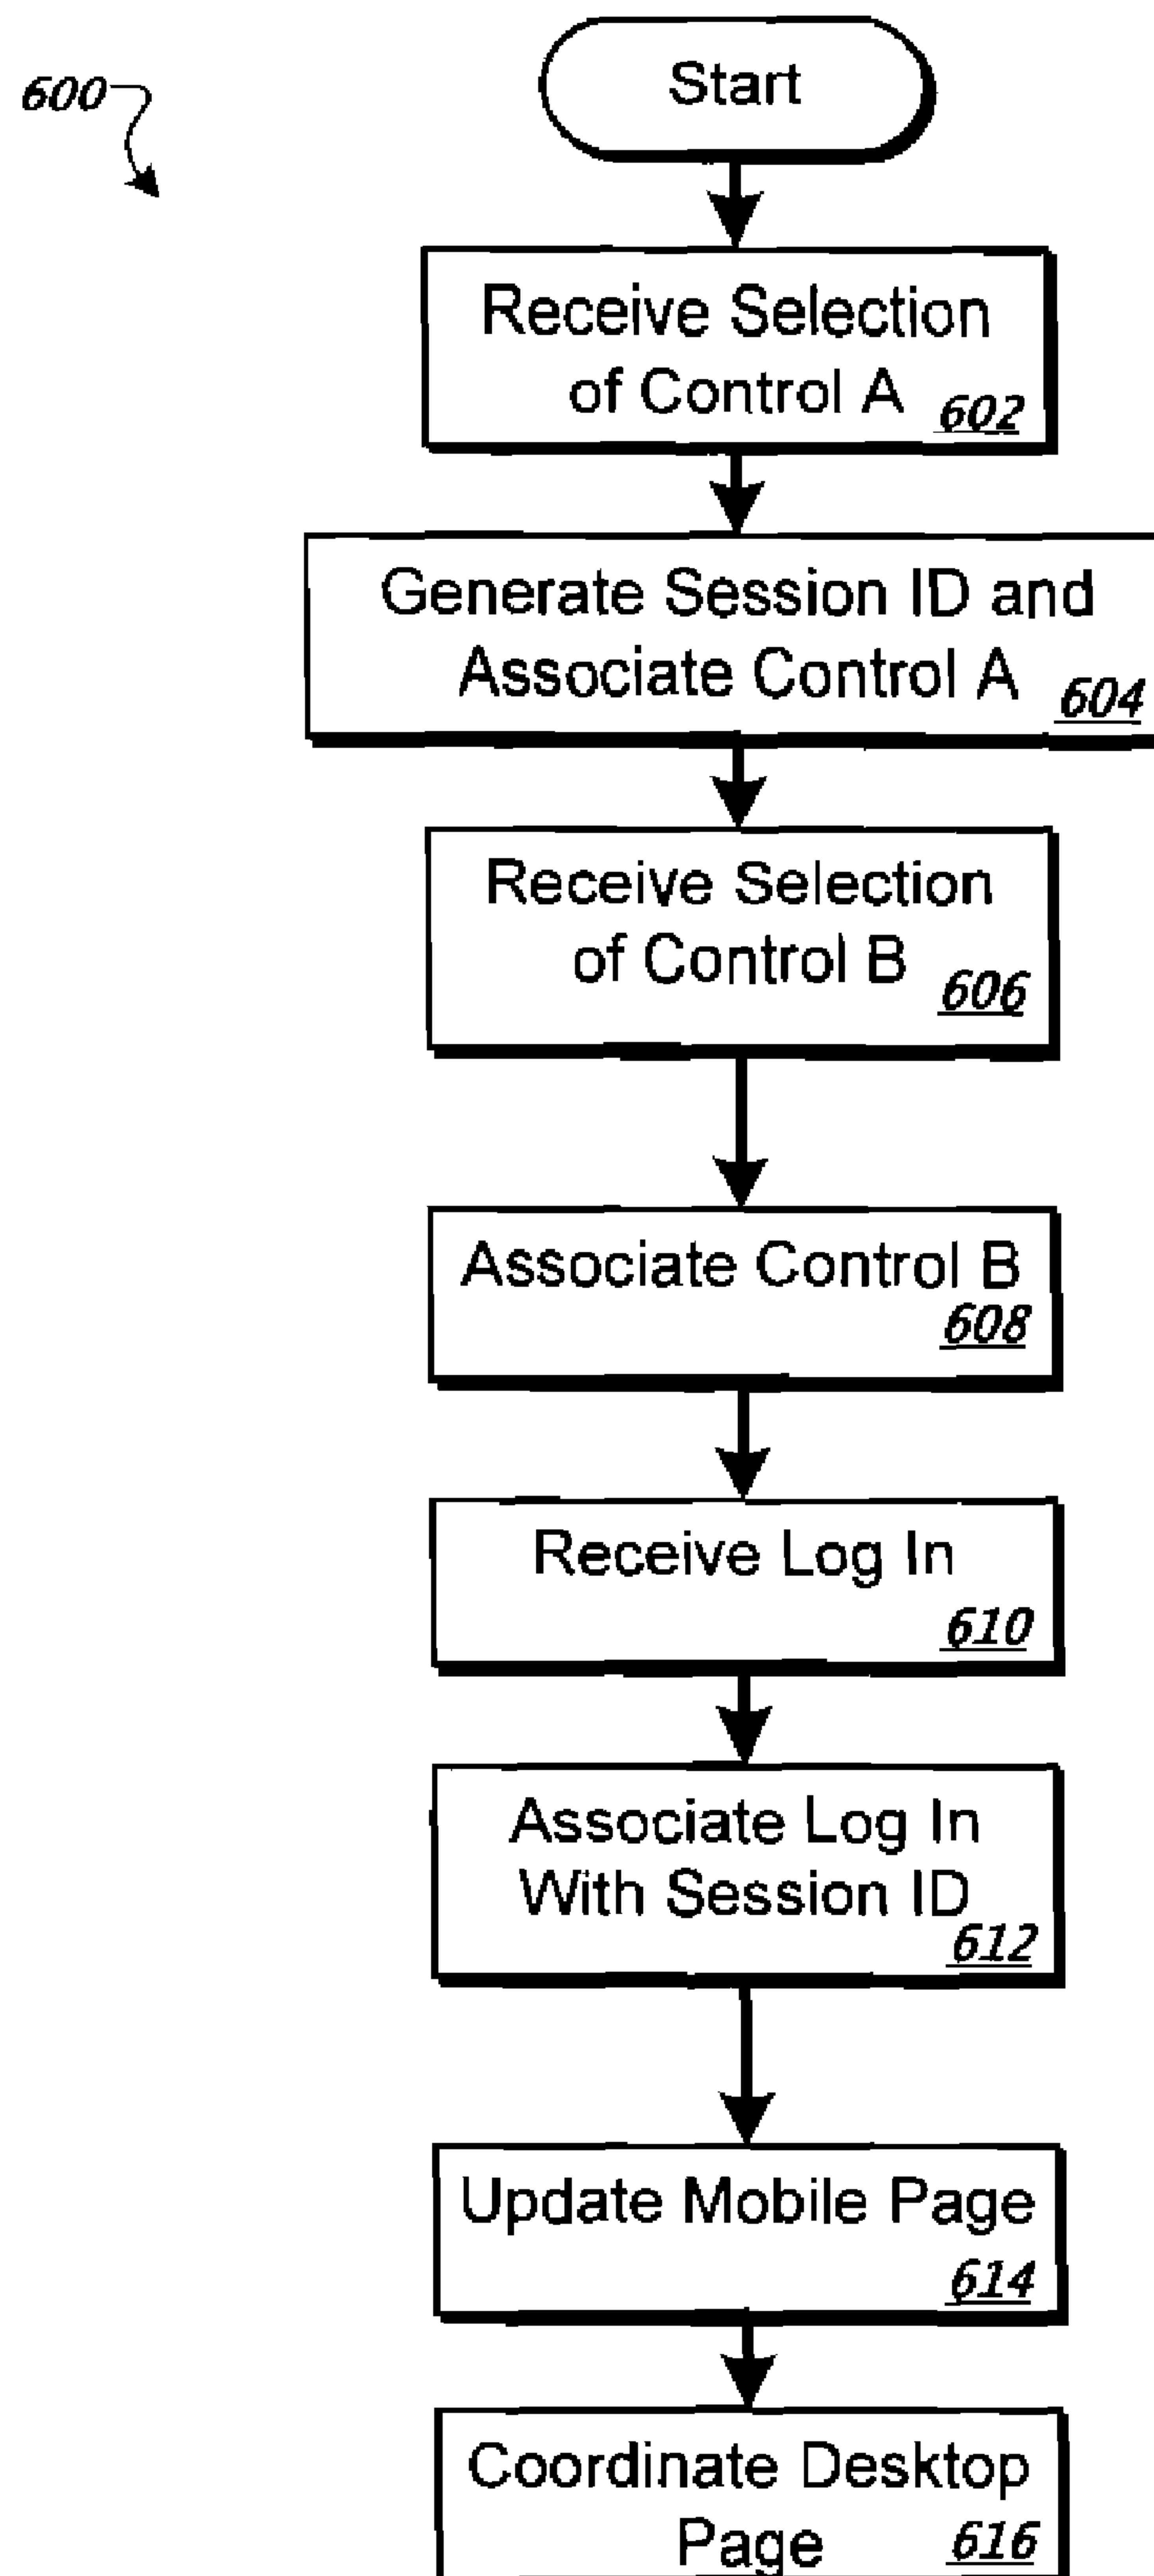 600
Start
Receive Selection
of Control A
602
Generate Session ID and
Associate Control A
604
Receive Selection
of Control B
606
Associate Control B
608
Receive Log In
610
Associate Log In
With Session ID
612
Update Mobile Page
614
Coordinate Desktop
Page
616